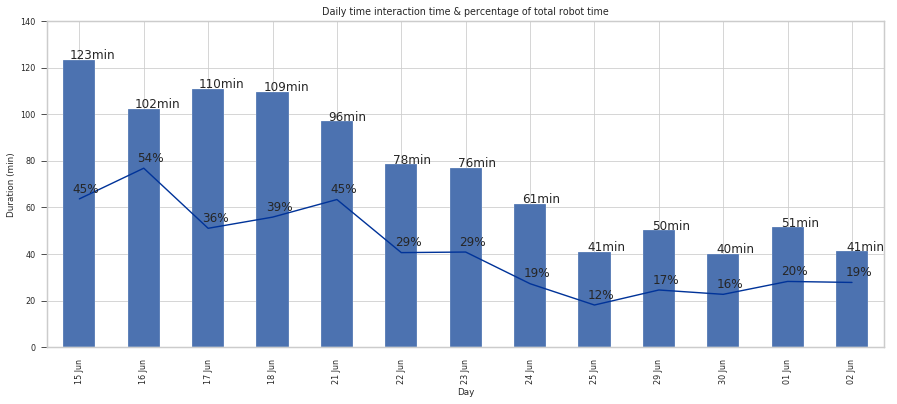 Daily time interaction time & percentage of total robot time
140
120
100
80
60
40
20
0
Duration (min)
123min
102min
110min
109min
96min
78min
76min
61min
41min
50min
40min
51min
41min
45%
54%
36%
39%
45%
29%
29%
19%
12%
17%
16%
20%
19%
15 Jun
16 Jun
17 Jun
18 Jun
21 Jun
22 Jun
23 Jun
24 Jun
25 Jun
29 Jun
30 Jun
01 Jun
02 Jun
Day